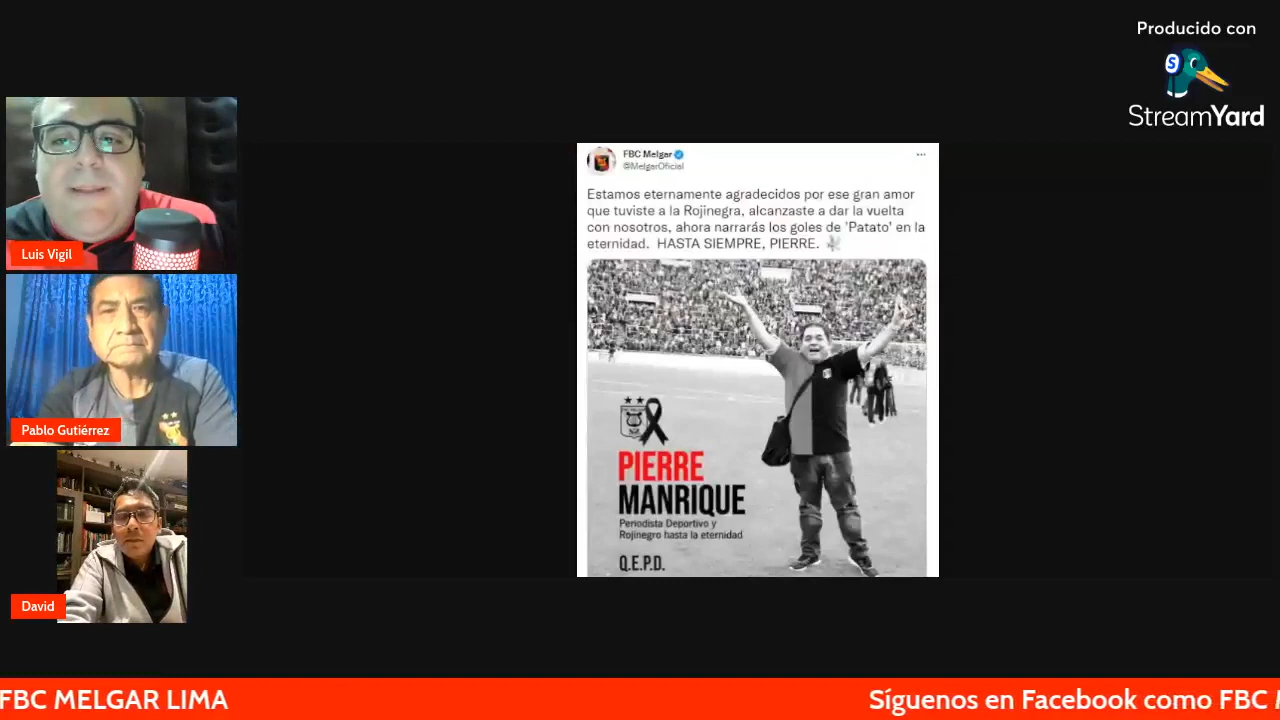 Producido con
StreamYard
Luis Vigil
Pablo Gutiérrez
David
FBC Melgar
@MelgarOficial
Estamos eternamente agradecidos por ese gran amor
que tuviste a la Rojinegra, alcanzaste a dar la vuelta
con nosotros, ahora narrarás los goles de 'Patato' en la
eternidad. HASTA SIEMPRE, PIERRE.
PIERRE
MANRIQUE
Periodista Deportivo y
Rojinegro hasta la eternidad
Q.E.P.D.
FBC MELGAR LIMA
Síguenos en Facebook como FBC